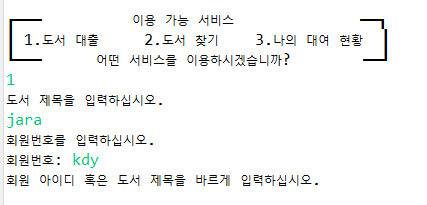 이용 가능 서비스
1.도서 대출 2.도서 찾기 3.나의 대여 현황
어떤 서비스를 이용하시겠습니까?
1
도서 제목을 입력하십시오.
jara
회원번호를 입력하십시오.
회원번호: kdy
회원 아이디 혹은 도서 제목을 바르게 입력하십시오.